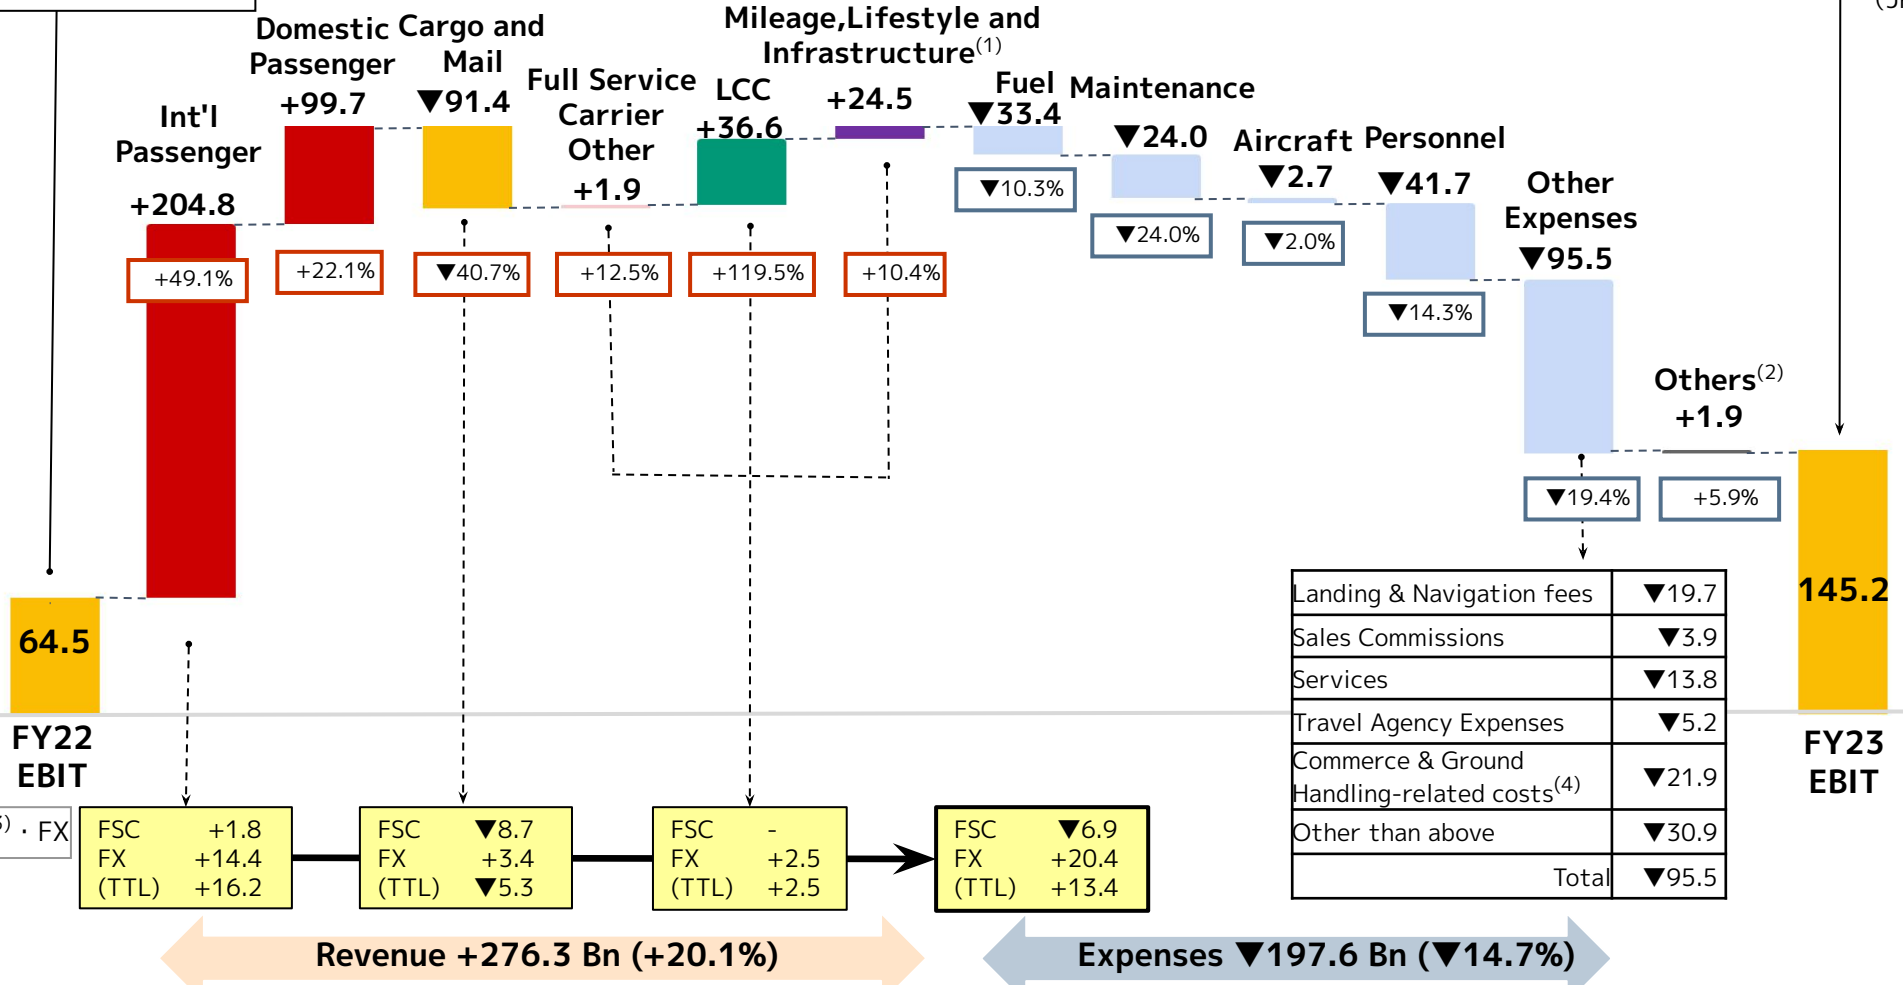 Int'l
Passenger
+204.8
+49.1%
Domestic
Passenger
+99.7
+22.1%
Cargo and
Mail
▼91.4
▼40.7%
Full Service
Carrier
Other
+1.9
+12.5%
LCC
+36.6
+119.5%
Mileage,Lifestyle and
Infrastructure(1)
+24.5
+10.4%
Fuel
▼33.4
▼10.3%
Maintenance
▼24.0
▼24.0%
Aircraft
▼2.7
▼2.0%
Personnel
▼41.7
▼14.3%
Other
Expenses
▼95.5
▼19.4%
Others(2)
+1.9
+5.9%
64.5
FY22
EBIT
145.2
FY23
EBIT
Landing & Navigation fees ▼19.7
Sales Commissions ▼3.9
Services ▼13.8
Travel Agency Expenses ▼5.2
Commerce & Ground
Handling-related costs(4) ▼21.9
Other than above ▼30.9
Total ▼95.5
・FX
FSC +1.8
FX +14.4
(TTL) +16.2
FSC ▼8.7
FX +3.4
(TTL) ▼5.3
FSC -
FX +2.5
(TTL) +2.5
FSC ▼6.9
FX +20.4
(TTL) +13.4
Revenue +276.3 Bn (+20.1%)
Expenses ▼197.6 Bn (▼14.7%)